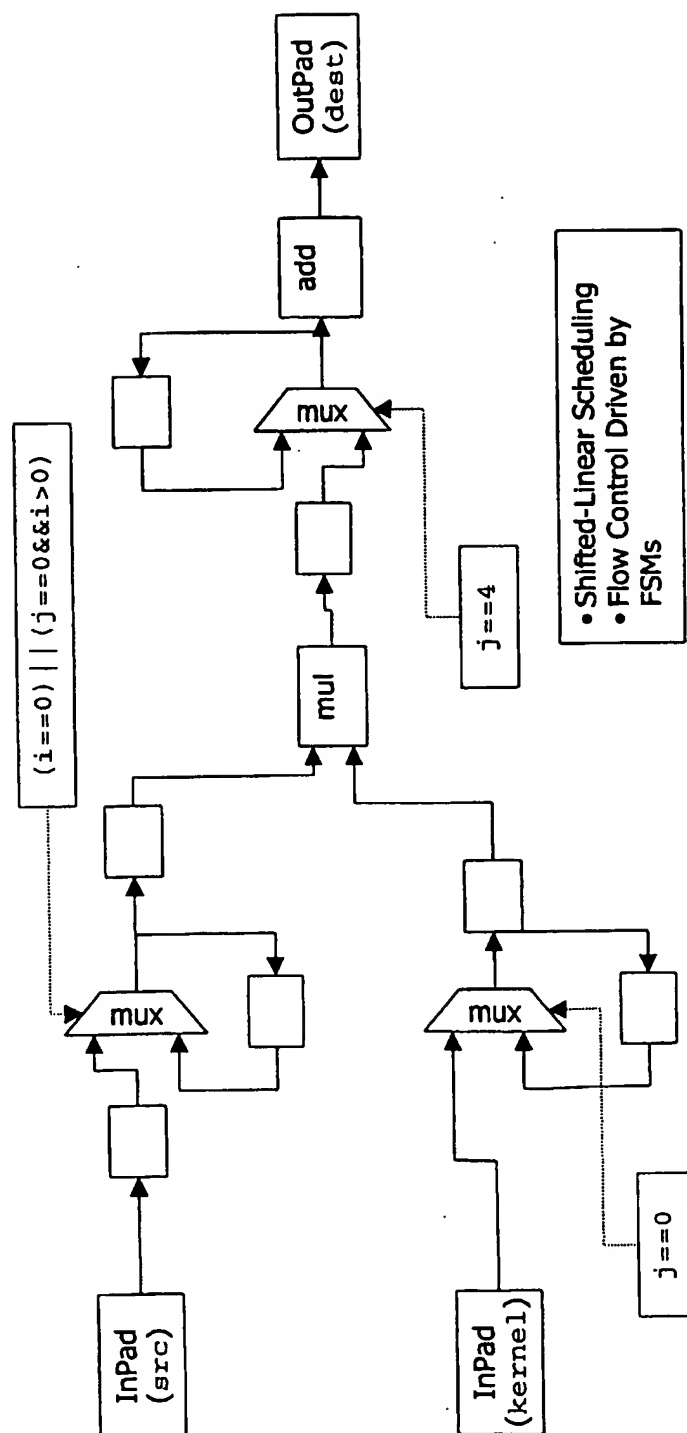 InPad
(src)
InPad
(kernel)
(i==0) || (j==0&&i>0)
mux
mux
j==0
mul
mux
j==4
add
OutPad
(dest)
• Shifted-Linear Scheduling
• Flow Control Driven by
FSMs